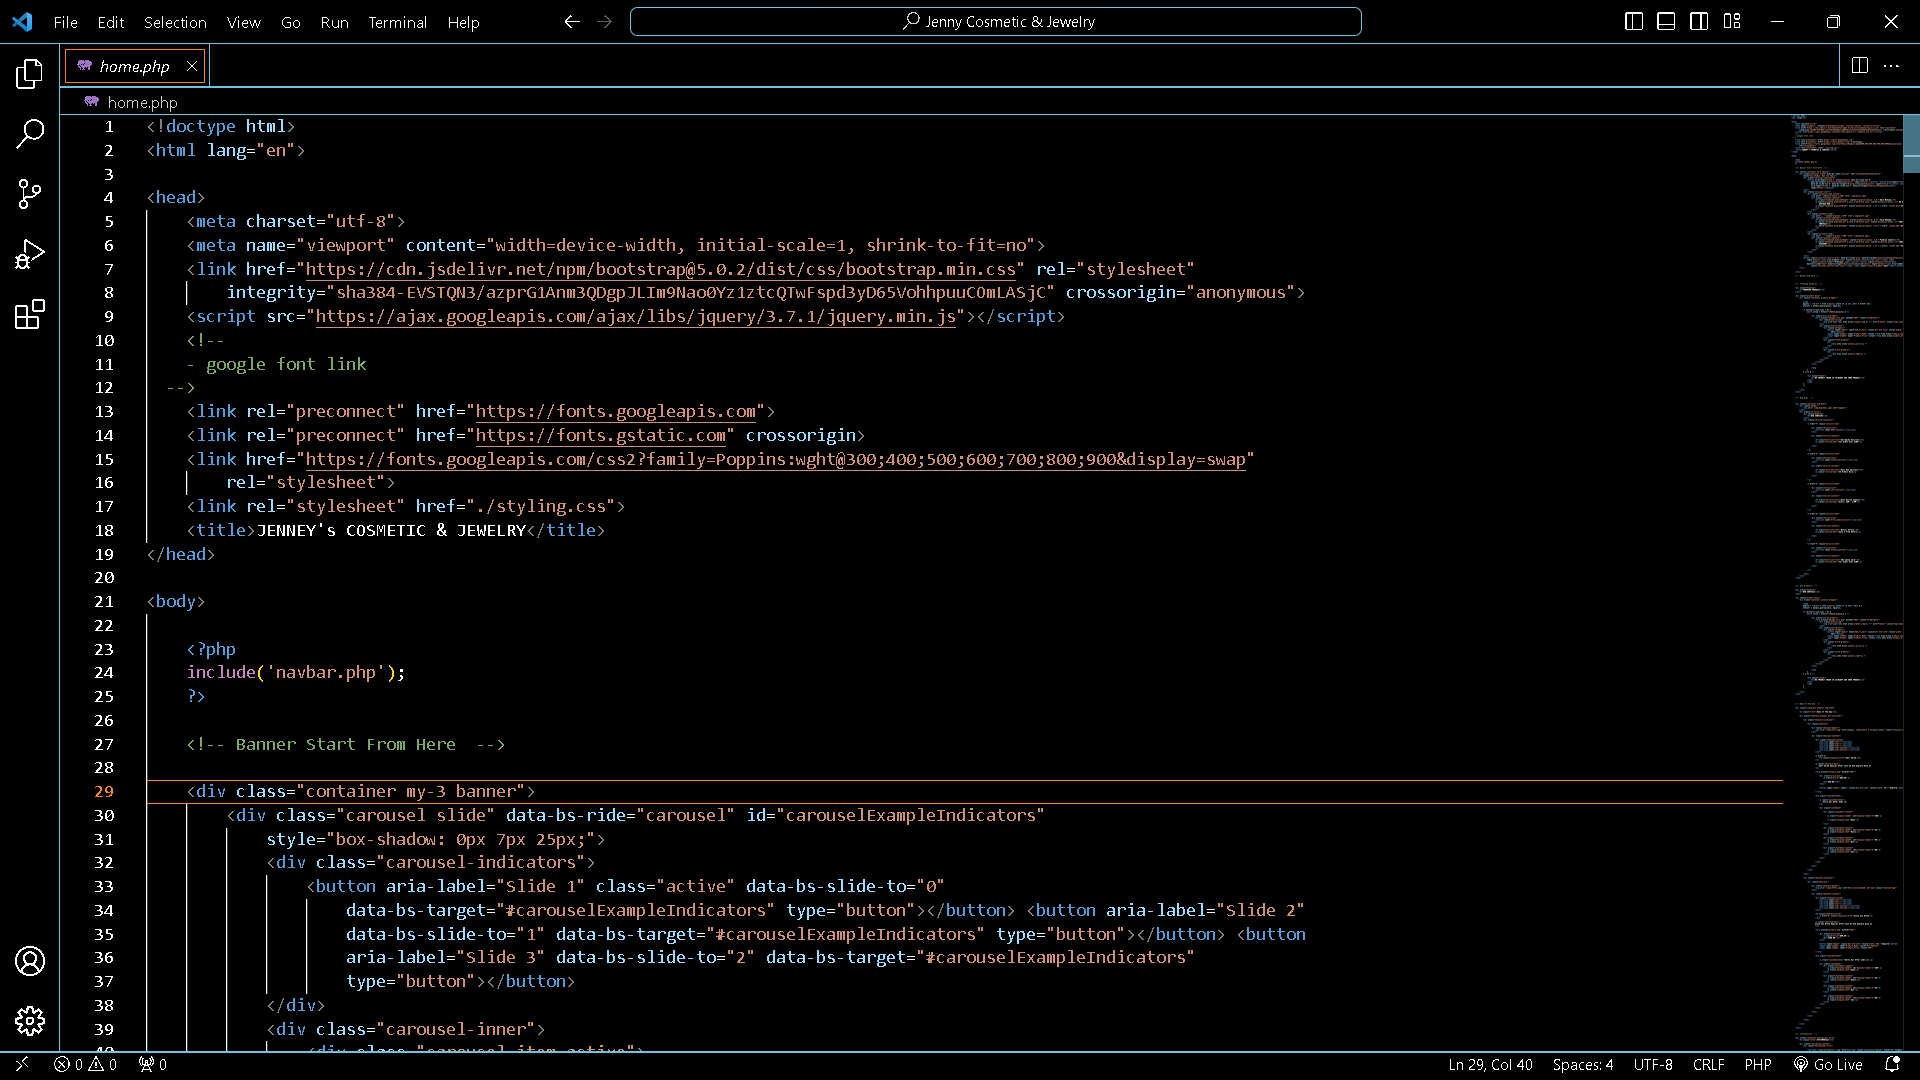 File Edit Selection View Go Run Terminal Help
Jenny Cosmetic & Jewelry
home.php
home.php
1 <!doctype html>
2 <html lang="en">
3
4 <head>
5 <meta charset="utf-8">
6 <meta name="viewport" content="width=device-width, initial-scale=1, shrink-to-fit=no">
7 <link href="https://cdn.jsdelivr.net/npm/bootstrap@5.0.2/dist/css/bootstrap.min.css" rel="stylesheet"
8 integrity="sha384-EVSTQN3/azprG1Anm3QDgpJLIm9Nao0Yz1ztcQTwFspd3yD65VohhpuuCOmLASjC" crossorigin="anonymous">
9 <script src="https://ajax.googleapis.com/ajax/libs/jquery/3.7.1/jquery.min.js"></script>
10 <!--
11 - google font link
12 -->
13 <link rel="preconnect" href="https://fonts.googleapis.com">
14 <link rel="preconnect" href="https://fonts.gstatic.com" crossorigin>
15 <link href="https://fonts.googleapis.com/css2?family=Poppins:wght@300;400;500;600;700;800;900&display=swap"
16 rel="stylesheet">
17 <link rel="stylesheet" href="./styling.css">
18 <title>JENNEY's COSMETIC & JEWELRY</title>
19 </head>
20
21 <body>
22
23 <?php
24 include('navbar.php');
25 ?>
26
27 <!-- Banner Start From Here -->
28
29 <div class="container my-3 banner">
30 <div class="carousel slide" data-bs-ride="carousel" id="carouselExampleIndicators"
31 style="box-shadow: 0px 7px 25px;">
32 <div class="carousel-indicators">
33 <button aria-label="Slide 1" class="active" data-bs-slide-to="0"
34 data-bs-target="#carouselExampleIndicators" type="button"></button> <button aria-label="Slide 2"
35 data-bs-slide-to="1" data-bs-target="#carouselExampleIndicators" type="button"></button> <button
36 aria-label="Slide 3" data-bs-slide-to="2" data-bs-target="#carouselExampleIndicators"
37 type="button"></button>
38 </div>
39 <div class="carousel-inner">
40 <div class="carousel-item active">
0 0 0 Ln 29, Col 40 Spaces: 4 UTF-8 CRLF PHP Go Live